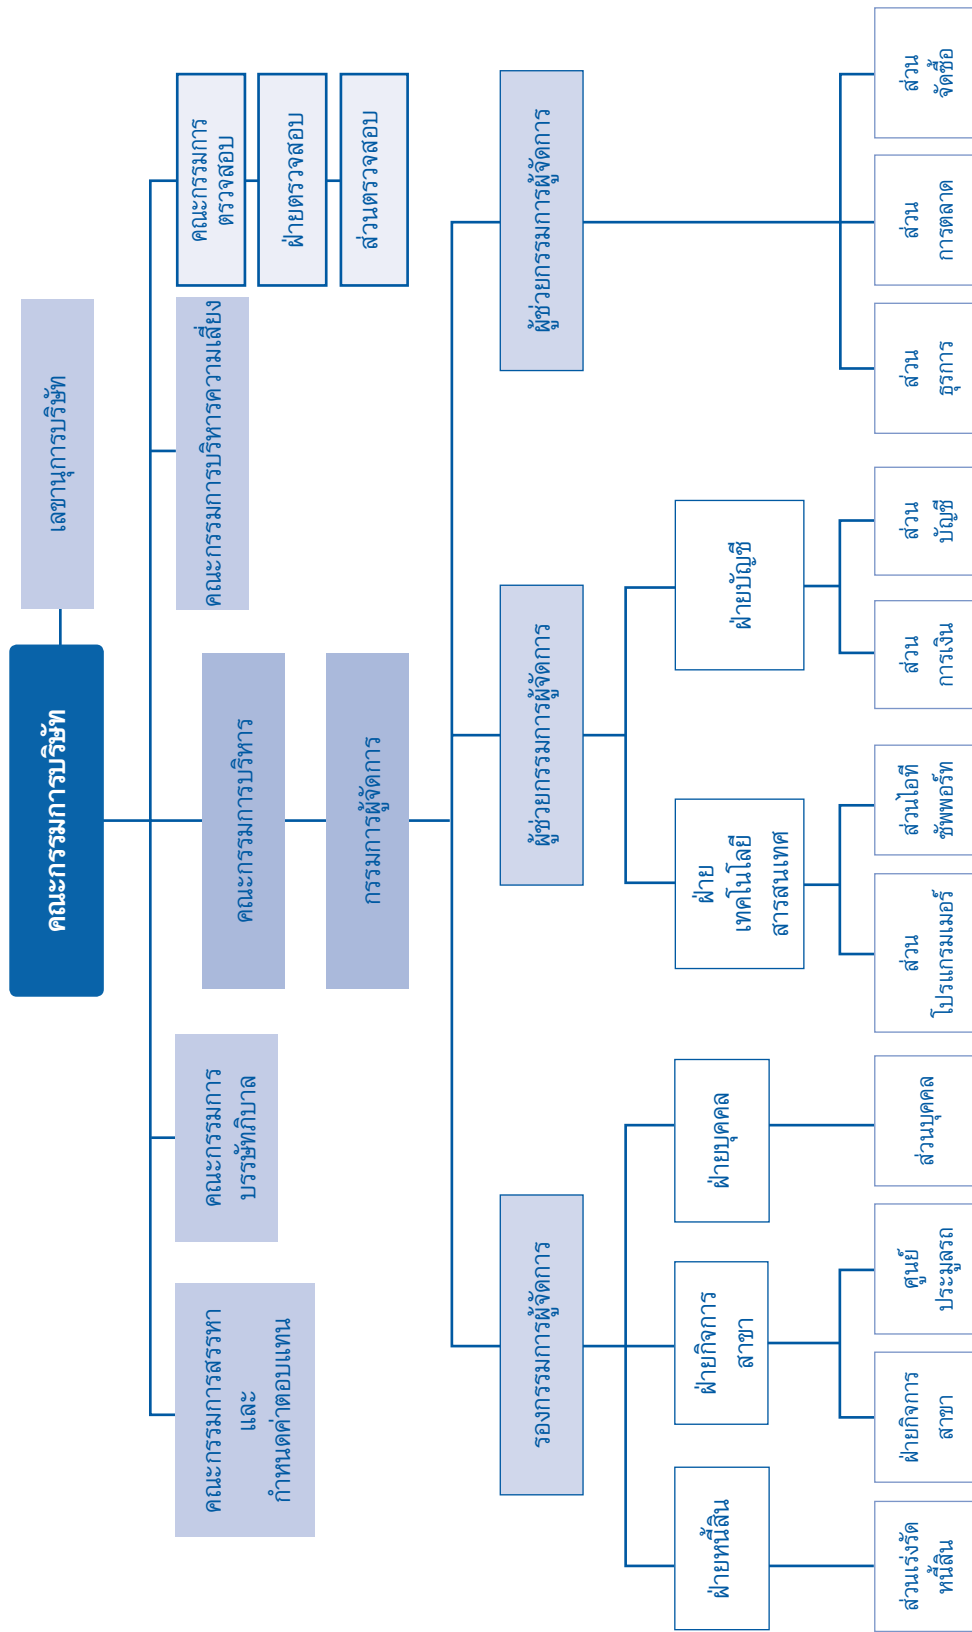 คณะกรรมการบริษัท
เลขานุการบริษัท
คณะกรรมการสรรหา
และ
กำหนดค่าตอบแทน
คณะกรรมการ
บรรษัทภิบาล
คณะกรรมการบริหาร
คณะกรรมการบริหารความเสี่ยง
คณะกรรมการ
ตรวจสอบ
ฝ่ายตรวจสอบ
ส่วนตรวจสอบ
กรรมการผู้จัดการ
รองกรรมการผู้จัดการ
ผู้ช่วยกรรมการผู้จัดการ
ผู้ช่วยกรรมการผู้จัดการ
ฝ่ายหนี้สิน
ฝ่ายกิจการ
สาขา
ฝ่ายบุคคล
ฝ่าย
เทคโนโลยี
สารสนเทศ
ฝ่ายบัญชี
ส่วนเร่งรัด
หนี้สิน
ฝ่ายกิจการ
สาขา
ศูนย์
ประมูลรถ
ส่วนบุคคล
ส่วน
โปรแกรมเมอร์
ส่วนไอที
ซัพพอร์ท
ส่วน
การเงิน
ส่วน
บัญชี
ส่วน
ธุรการ
ส่วน
การตลาด
ส่วน
จัดซื้อ